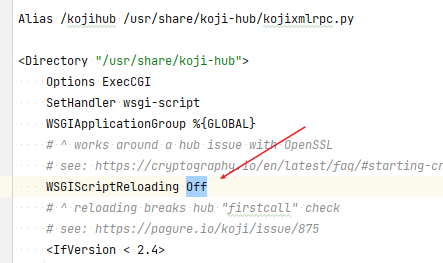 Alias /kojihub /usr/share/koji-hub/kojixmlrpc.py
<Directory "/usr/share/koji-hub">
Options ExecCGI
SetHandler wsgi-script
WSGIApplicationGroup %{GLOBAL}
# ^ works around a hub issue with OpenSSL
# see: https://cryptography.io/en/latest/faq/#starting-cr
WSGIScriptReloading Off
# ^ reloading breaks hub "firstcall" check
# see: https://pagure.io/koji/issue/875
<IfVersion < 2.4>